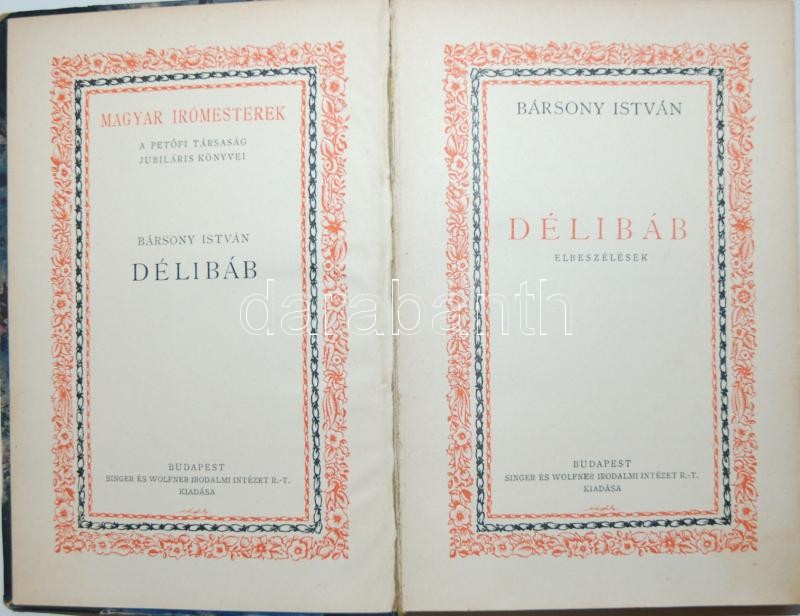 MAGYAR IRÓMESTEREK
A PETŐFI TÁRSASÁG
JUBILÁRIS KÖNYVEI
BÁRSONY ISTVÁN
DÉLIBÁB
BUDAPEST
SINGER ÉS WOLFNER IRODALMI INTÉZET R.-T.
KIADÁSA
BÁRSONY ISTVÁN
DÉLIBÁB
ELBESZÉLÉSEK
BUDAPEST
SINGER ÉS WOLFNER IRODALMI INTÉZET R.-T.
KIADÁSA
darabanth